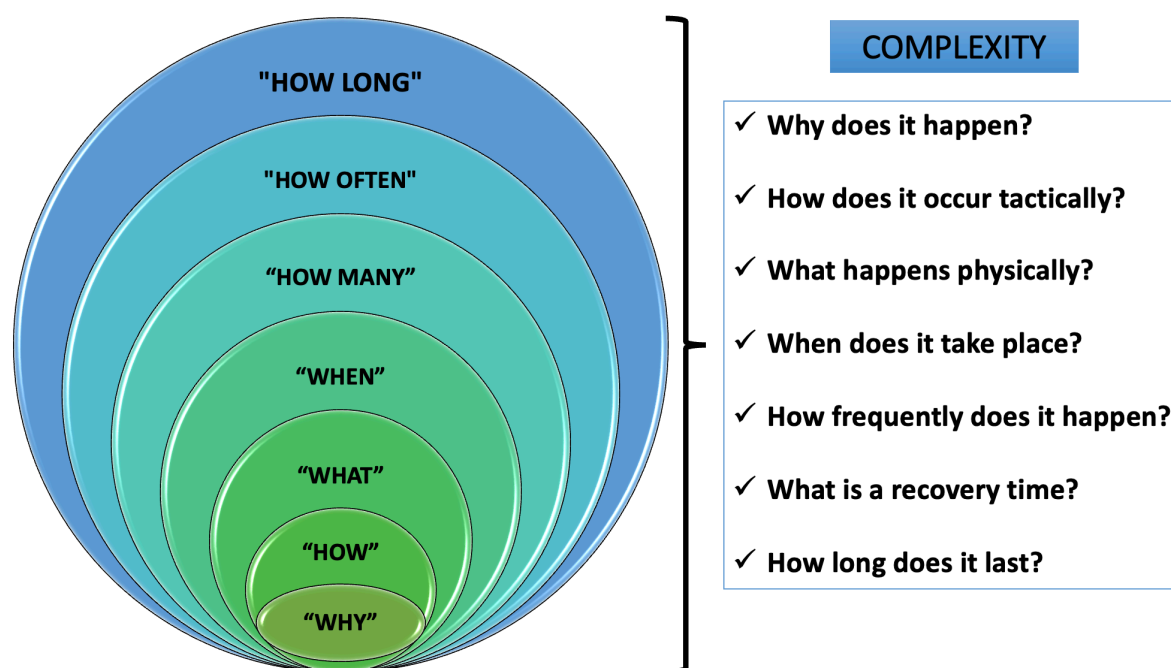 "HOW LONG"
"HOW OFTEN"
“HOW MANY”
“WHEN”
“WHAT”
“HOW”
“WHY”
COMPLEXITY
✓ Why does it happen?
✓ How does it occur tactically?
✓ What happens physically?
✓ When does it take place?
✓ How frequently does it happen?
✓ What is a recovery time?
✓ How long does it last?